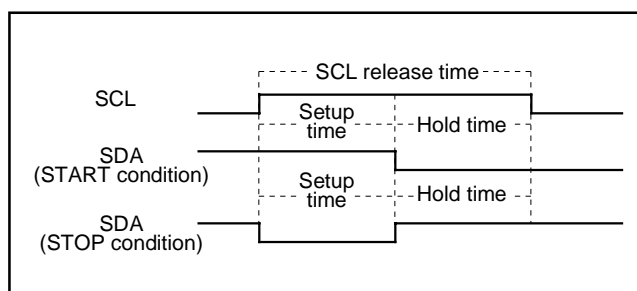 SCL release time
SCL
Setup
time
Hold time
SDA
(START condition)
Setup
time
Hold time
SDA
(STOP condition)